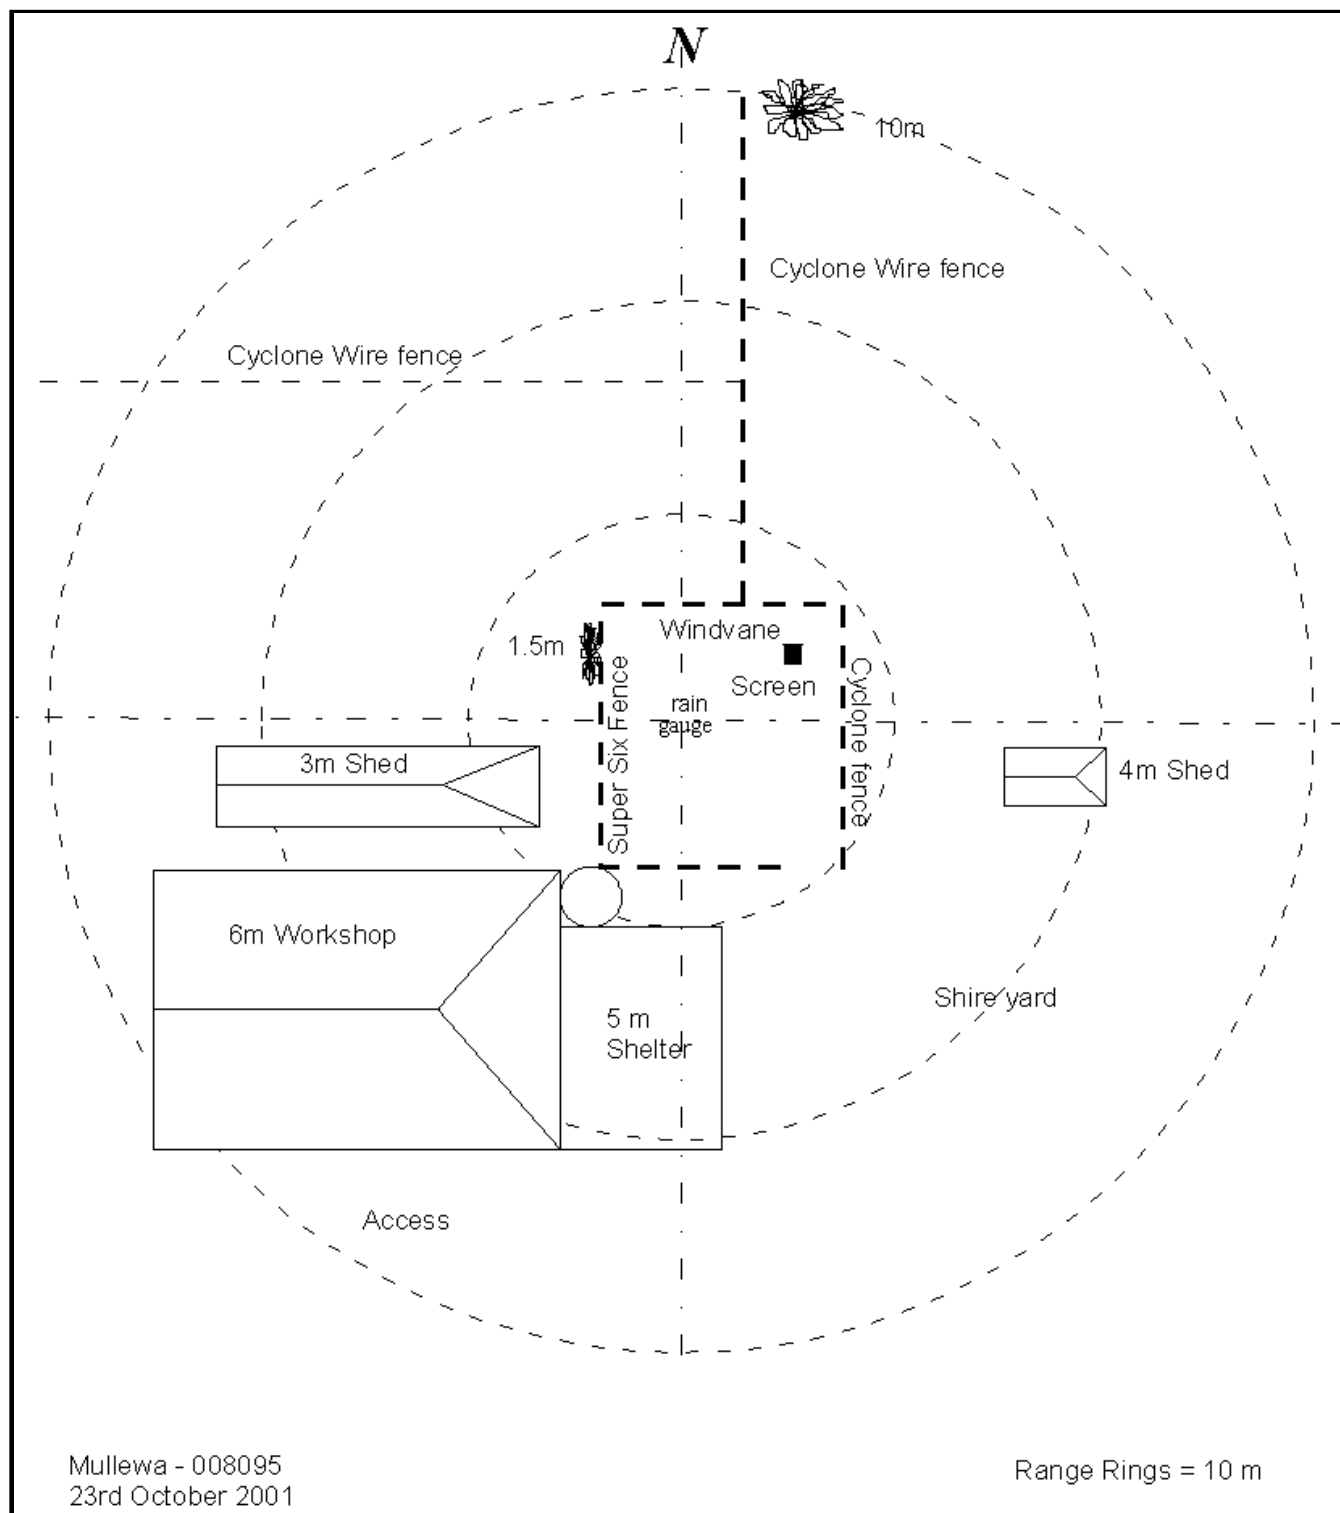 N
10m
Cyclone Wire fence
Cyclone Wire fence
1.5m
Windvane
Screen
Super Six Fence
rain
gauge
Cyclone fence
3m Shed
4m Shed
6m Workshop
Shire yard
5 m
Shelter
Access
Mullewa - 008095
23rd October 2001
Range Rings = 10 m